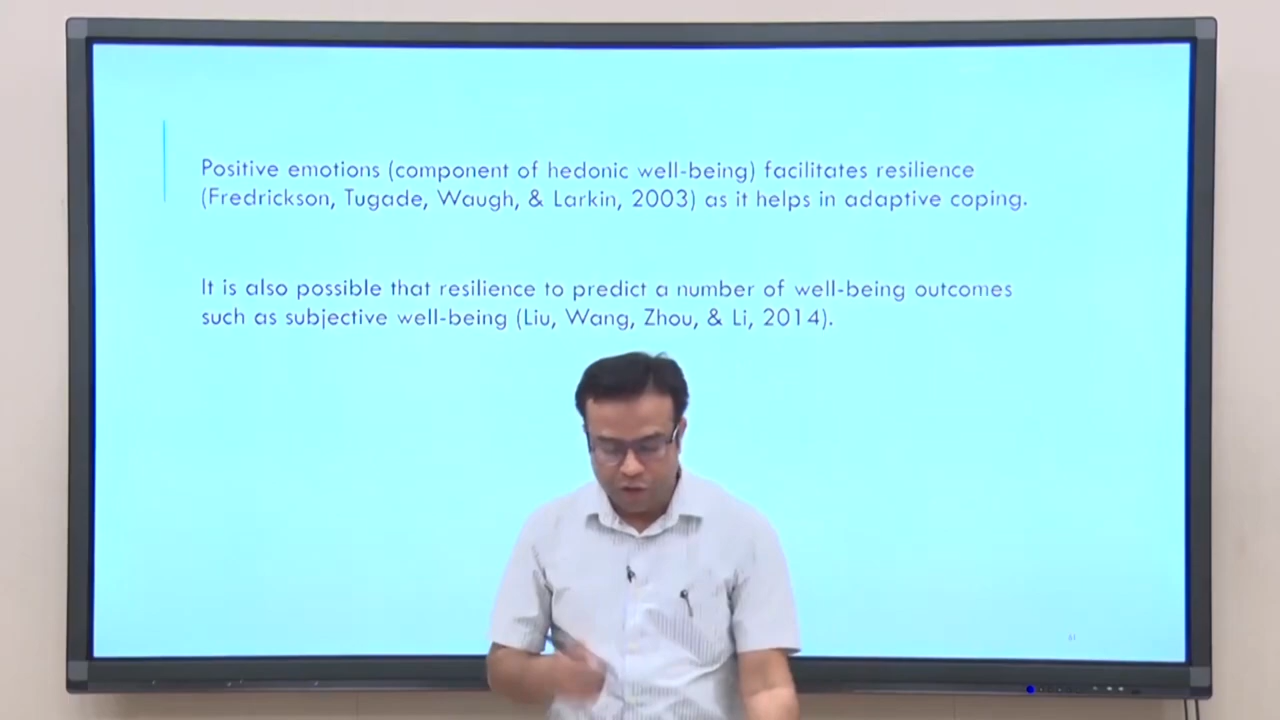 Positive emotions (component of hedonic well-being) facilitates resilience
(Fredrickson, Tugade, Waugh, & Larkin, 2003) as it helps in adaptive coping.
It is also possible that resilience to predict a number of well-being outcomes
such as subjective well-being (Liu, Wang, Zhou, & Li, 2014).